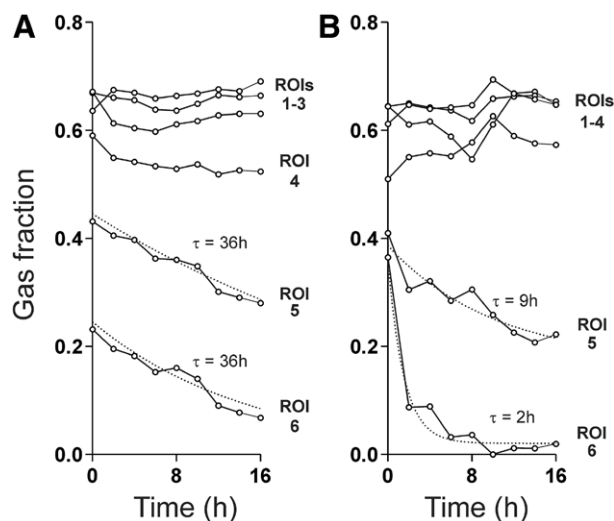 A
B
Gas fraction
0.8
0.6
0.4
0.2
0.0
0
8
16
Time (h)
ROIs
1-3
ROI
4
τ = 36h
ROI
5
τ = 36h
ROI
6
0.8
0.6
0.4
0.2
0.0
0
8
16
Time (h)
ROIs
1-4
τ = 9h
ROI
5
τ = 2h
ROI
6